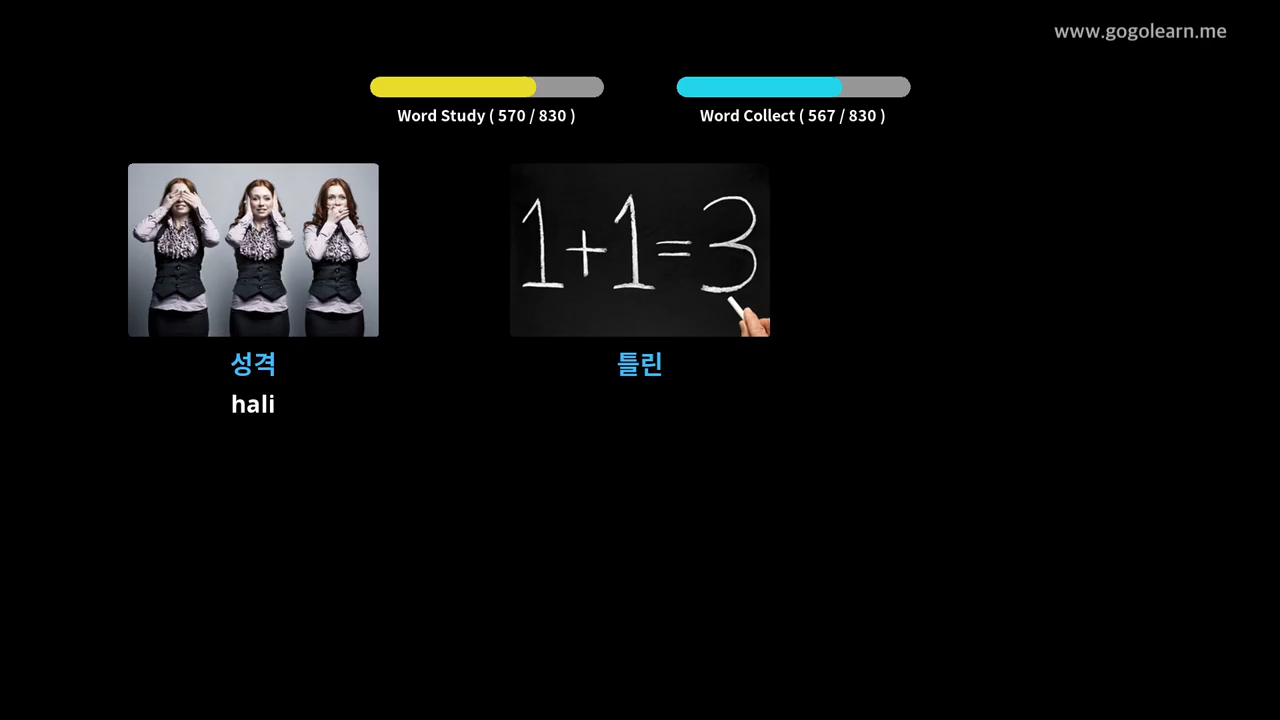 www.gogolearn.me
Word Study ( 570 / 830 )
Word Collect ( 567 / 830 )
1+1=3
성격
틀린
hali